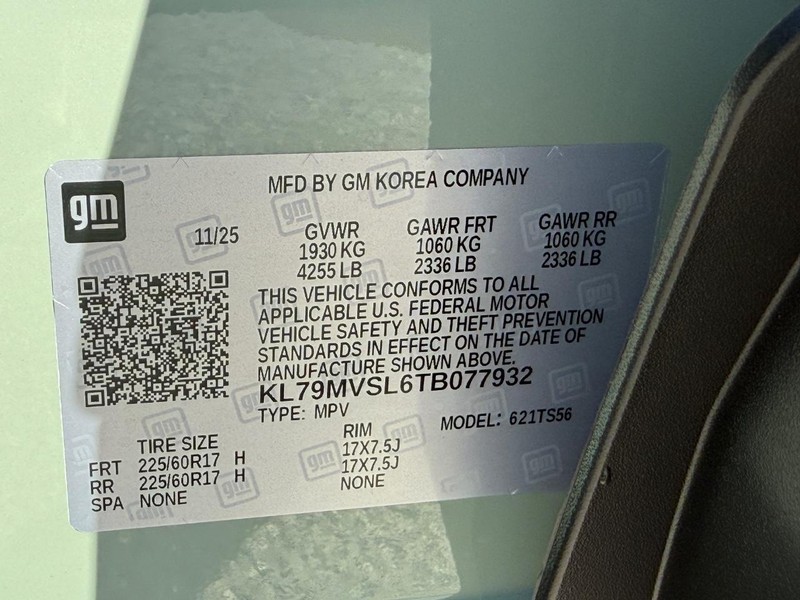 gm
MFD BY GM KOREA COMPANY
11/25
GVWR
1930 KG
4255 LB
GAWR FRT
1060 KG
2336 LB
GAWR RR
1060 KG
2336 LB
THIS VEHICLE CONFORMS TO ALL
APPLICABLE U.S. FEDERAL MOTOR
VEHICLE SAFETY AND THEFT PREVENTION
STANDARDS IN EFFECT ON THE DATE OF
MANUFACTURE SHOWN ABOVE.
KL79MVSL6TB077932
TYPE: MPV
MODEL: 621TS56
TIRE SIZE
RIM
FRT 225/60R17 H 17X7.5J
RR 225/60R17 H 17X7.5J
SPA NONE NONE